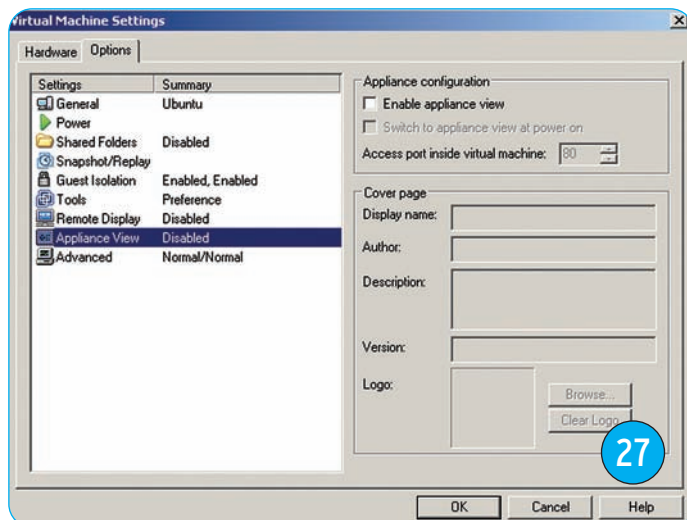 Virtual Machine Settings
Hardware Options
Settings Summary
General Ubuntu
Power
Shared Folders Disabled
Snapshot/Replay
Guest Isolation Enabled, Enabled
Tools Preference
Remote Display Disabled
Appliance View Disabled
Advanced Normal/Normal
Appliance configuration
Enable appliance view
Switch to appliance view at power on
Access port inside virtual machine: 80
Cover page
Display name:
Author:
Description:
Version:
Logo:
Browse...
Clear Logo
27
OK Cancel Help